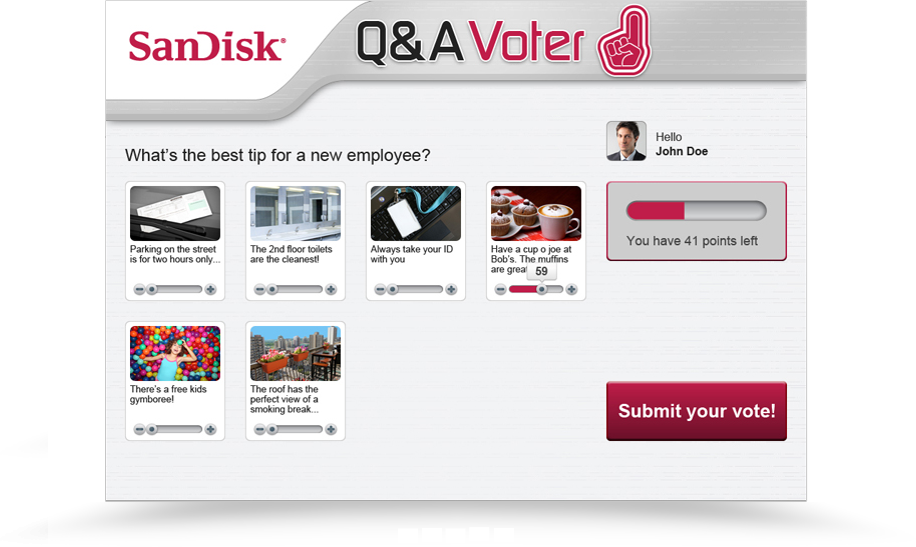 SanDisk®
Q&A Voter
Hello
John Doe
What's the best tip for a new employee?
Parking on the street
is for two hours only...
The 2nd floor toilets
are the cleanest!
Always take your ID
with you
Have a cup o joe at
Bob's. The muffins
are grea
59
You have 41 points left
There's a free kids
gymboree!
The roof has the
perfect view of a
smoking break...
Submit your vote!